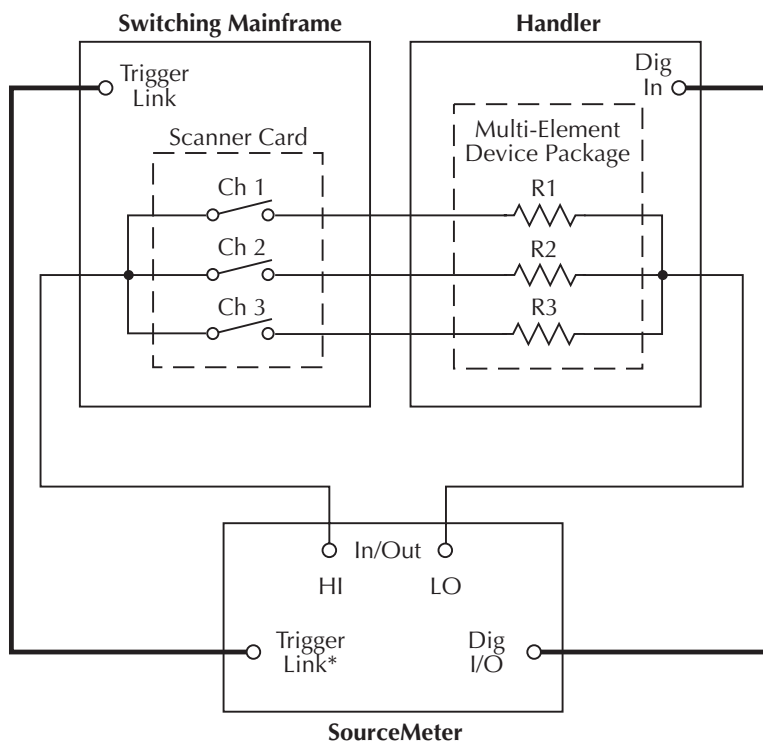 Switching Mainframe
Handler
Trigger
Link
Dig
In
Scanner Card
Multi-Element
Device Package
Ch 1
R1
Ch 2
R2
Ch 3
R3
In/Out
HI
LO
Trigger
Link*
Dig
I/O
SourceMeter